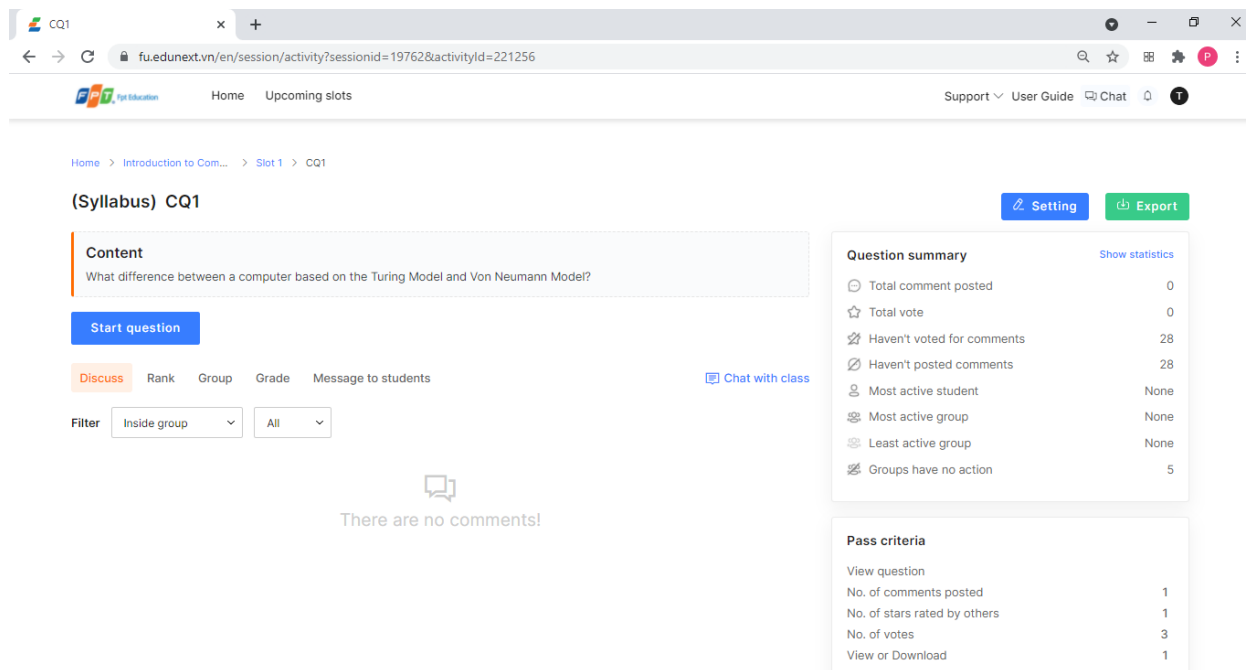 CQ1
fu.edunext.vn/en/session/activity?sessionid=19762&activityId=221256
P
FPT Fpt Education
Home
Upcoming slots
Support
User Guide
Chat
T
Home > Introduction to Com... > Slot 1 > CQ1
(Syllabus) CQ1
Setting
Export
Content
What difference between a computer based on the Turing Model and Von Neumann Model?
Start question
Discuss
Rank
Group
Grade
Message to students
Chat with class
Filter
Inside group
All
There are no comments!
Question summary
Show statistics
Total comment posted 0
Total vote 0
Haven't voted for comments 28
Haven't posted comments 28
Most active student None
Most active group None
Least active group None
Groups have no action 5
Pass criteria
View question
No. of comments posted 1
No. of stars rated by others 1
No. of votes 3
View or Download 1